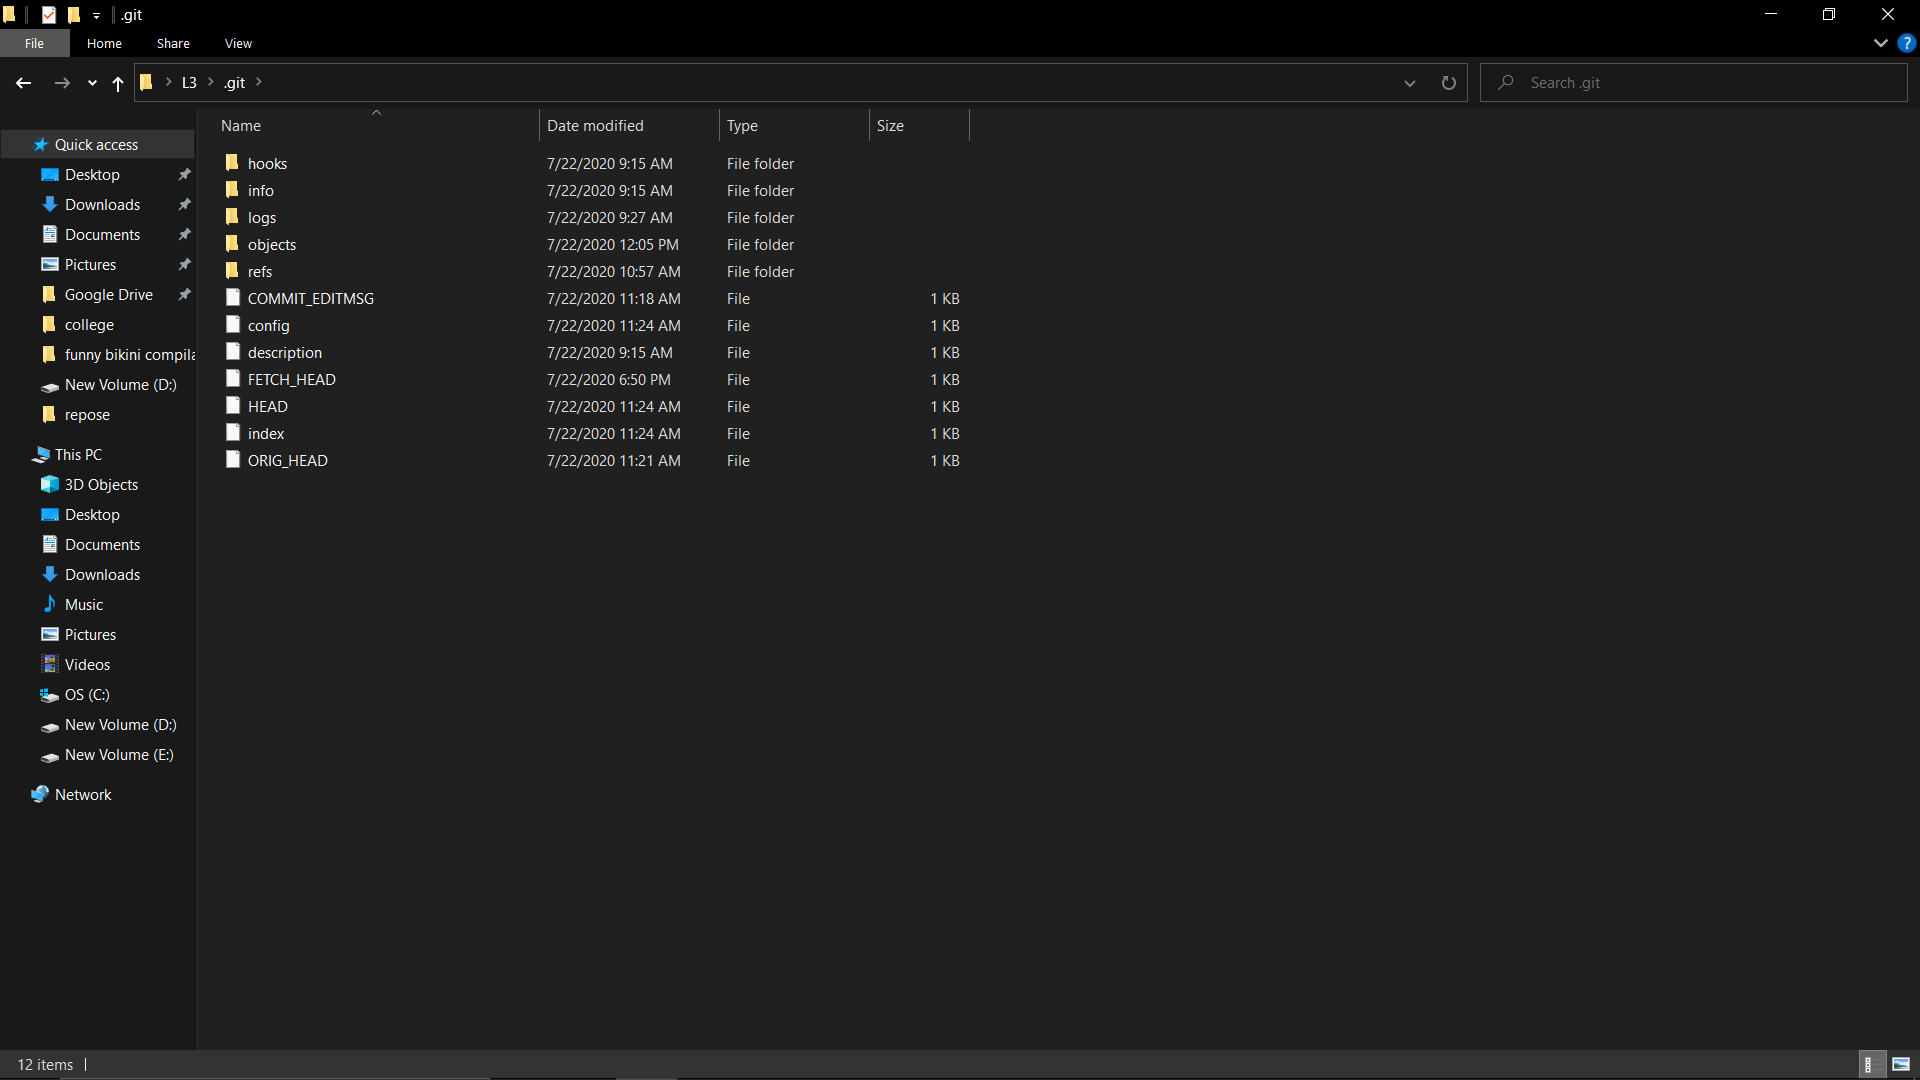 .git
File Home Share View
L3 .git
Search .git
Name Date modified Type Size
Quick access
Desktop
Downloads
Documents
Pictures
Google Drive
college
funny bikini compila
New Volume (D:)
repose
This PC
3D Objects
Desktop
Documents
Downloads
Music
Pictures
Videos
OS (C:)
New Volume (D:)
New Volume (E:)
Network
hooks 7/22/2020 9:15 AM File folder
info 7/22/2020 9:15 AM File folder
logs 7/22/2020 9:27 AM File folder
objects 7/22/2020 12:05 PM File folder
refs 7/22/2020 10:57 AM File folder
COMMIT_EDITMSG 7/22/2020 11:18 AM File 1 KB
config 7/22/2020 11:24 AM File 1 KB
description 7/22/2020 9:15 AM File 1 KB
FETCH_HEAD 7/22/2020 6:50 PM File 1 KB
HEAD 7/22/2020 11:24 AM File 1 KB
index 7/22/2020 11:24 AM File 1 KB
ORIG_HEAD 7/22/2020 11:21 AM File 1 KB
12 items